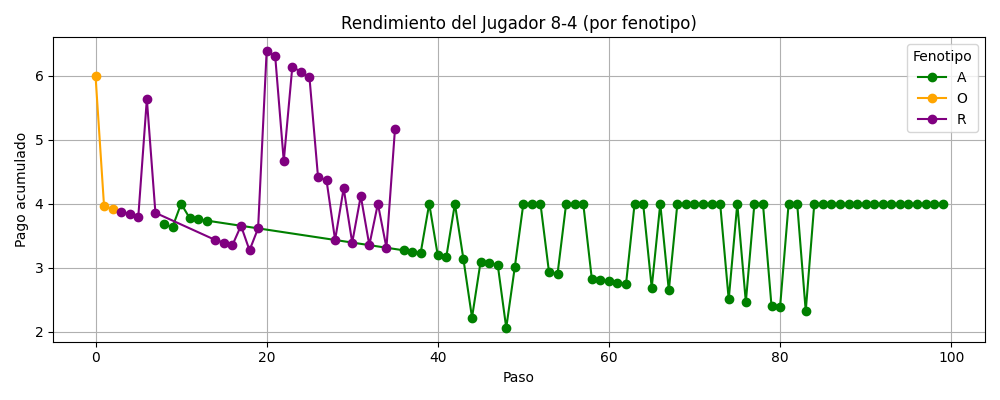 Rendimiento del Jugador 8-4 (por fenotipo)
Pago acumulado
6
5
4
3
2
Fenotipo
A
O
R
0 20 40 60 80 100
Paso